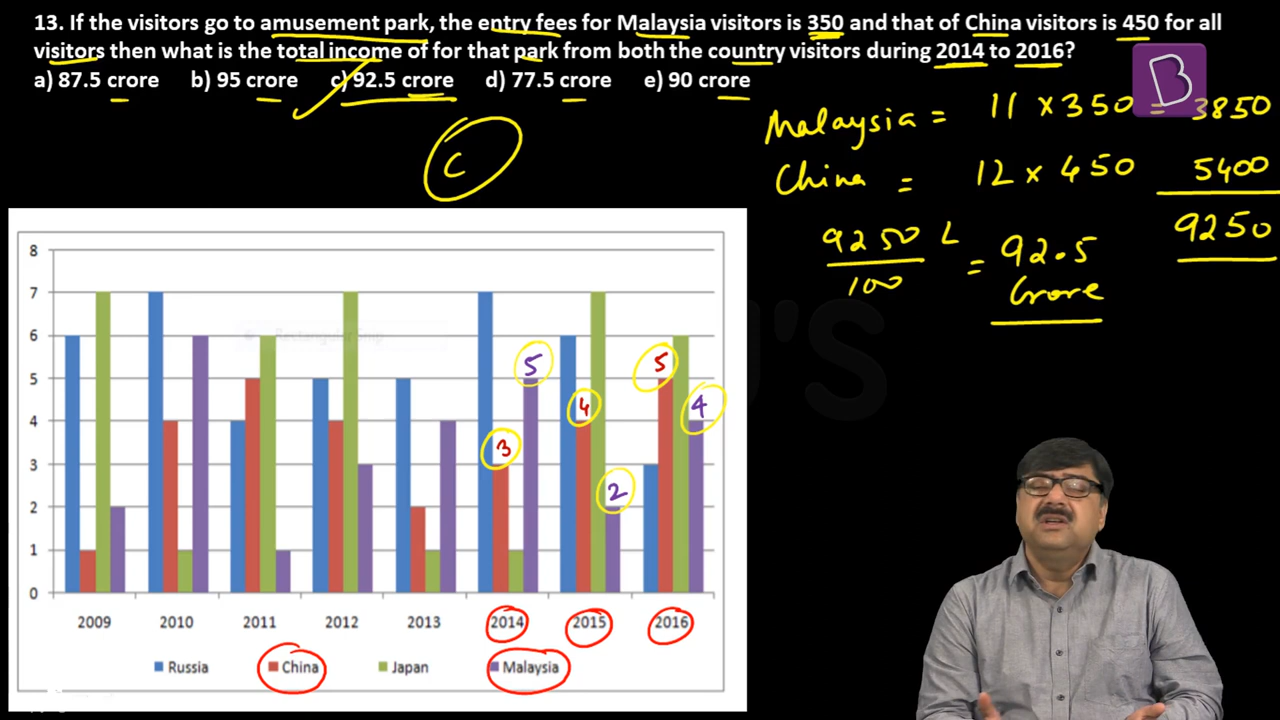 13. If the visitors go to amusement park, the entry fees for Malaysia visitors is 350 and that of China visitors is 450 for all
visitors then what is the total income of for that park from both the country visitors during 2014 to 2016?
a) 87.5 crore b) 95 crore c) 92.5 crore d) 77.5 crore e) 90 crore
B
Malaysia = 11 x 350 = 3850
China = 12 x 450 5400
9250
9250 L
100
= 92.5
Crore
C
8
7
6
5
4
3
2
1
0
5
4
3
2
5
4
2009 2010 2011 2012 2013 2014 2015 2016
Russia China Japan Malaysia